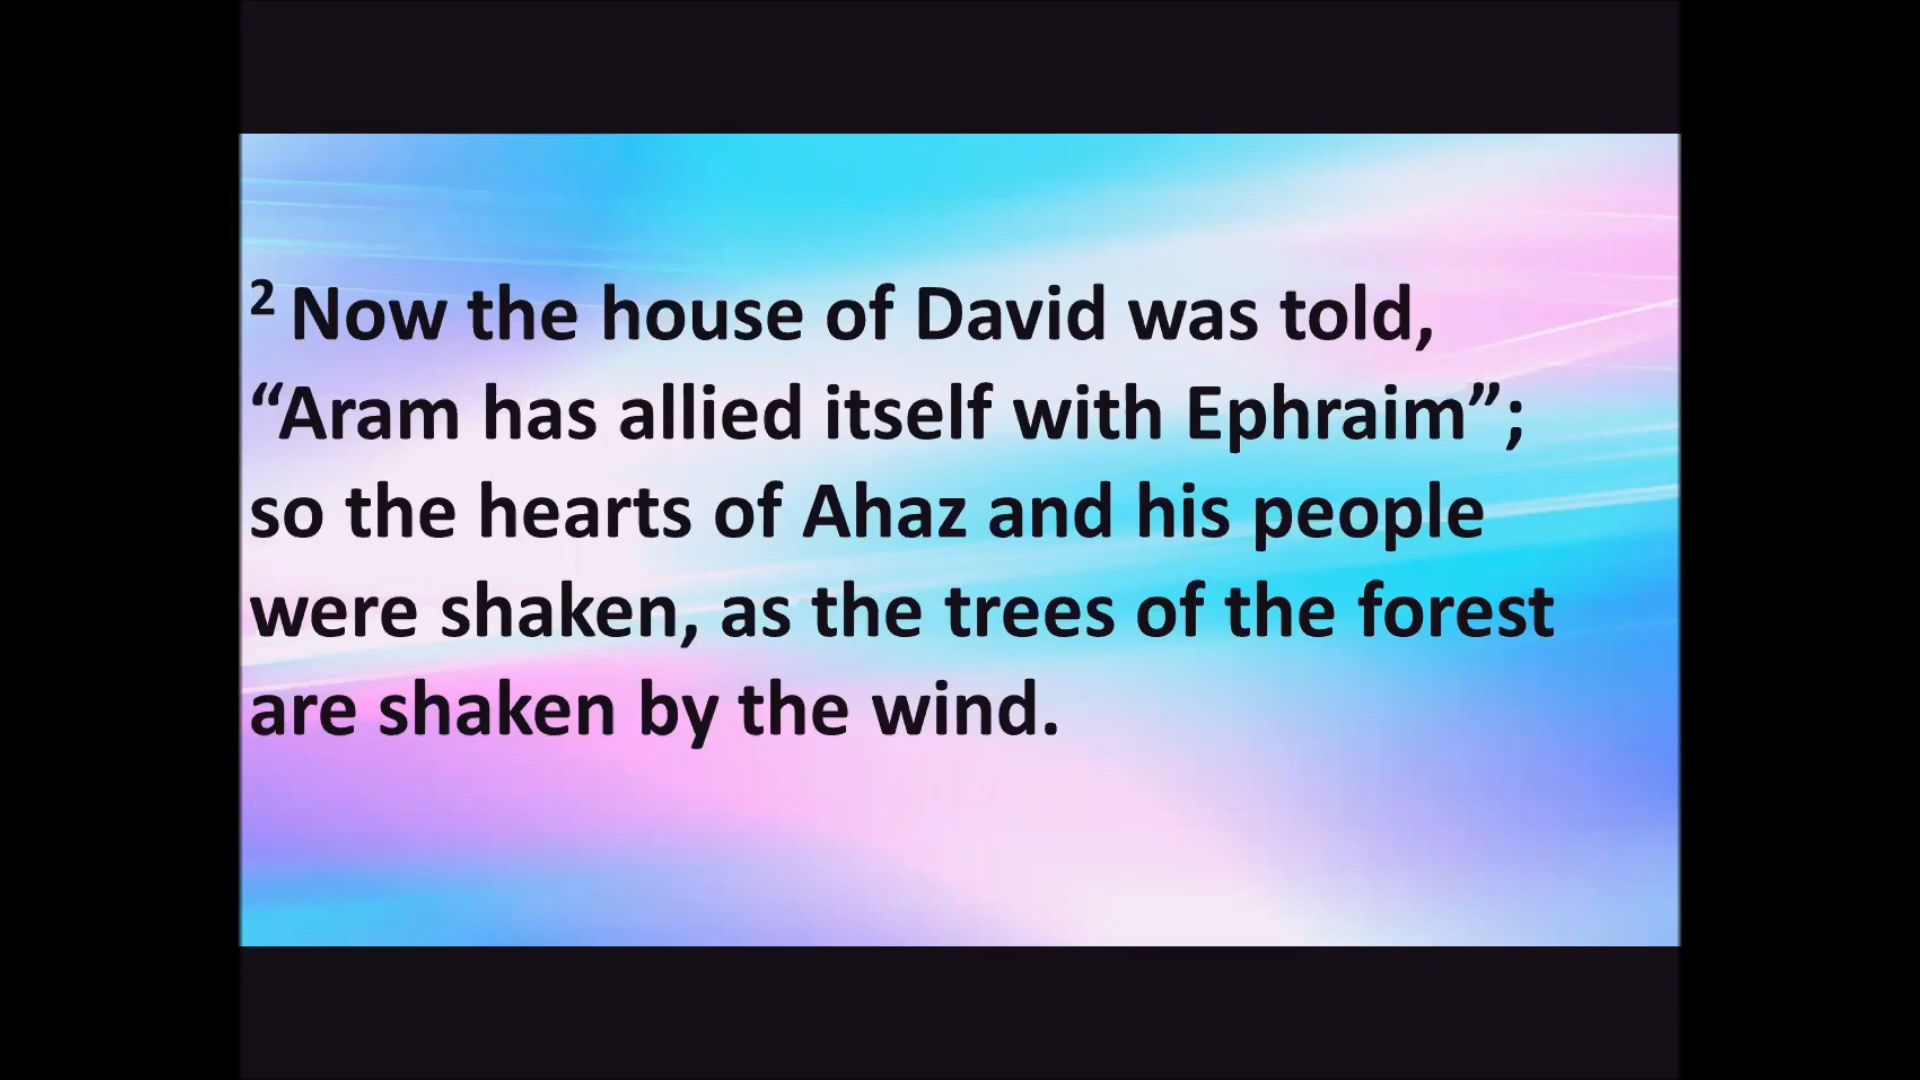 2 Now the house of David was told,
“Aram has allied itself with Ephraim”;
so the hearts of Ahaz and his people
were shaken, as the trees of the forest
are shaken by the wind.